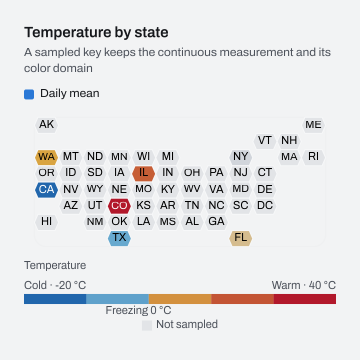 Temperature by state
A sampled key keeps the continuous measurement and its
color domain
Daily mean
AK ME
VT NH
WA MT ND MN WI MI NY MA RI
OR ID SD IA IL IN OH PA NJ CT
CA NV WY NE MO KY WV VA MD DE
AZ UT CO KS AR TN NC SC DC
HI NM OK LA MS AL GA
TX FL
Temperature
Cold · -20 °C Warm · 40 °C
Freezing 0 °C
Not sampled